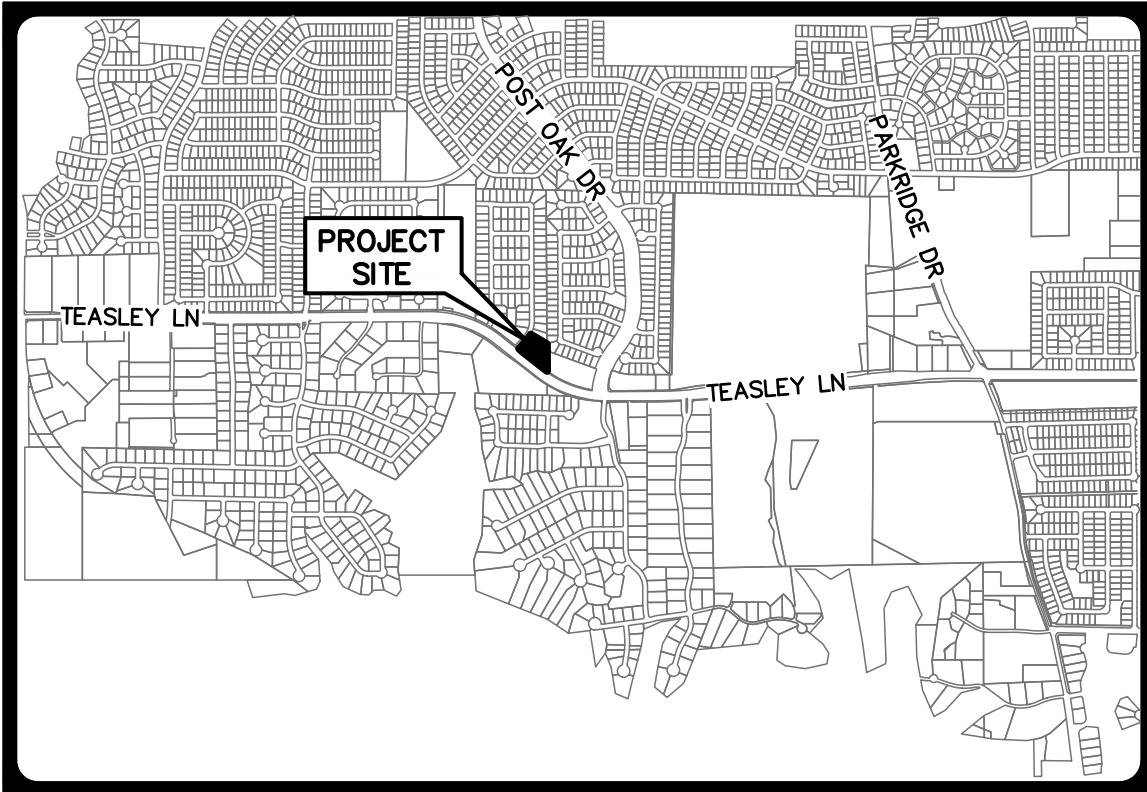 POST OAK DR
PARKRIDGE DR
PROJECT
SITE
TEASLEY LN
TEASLEY LN